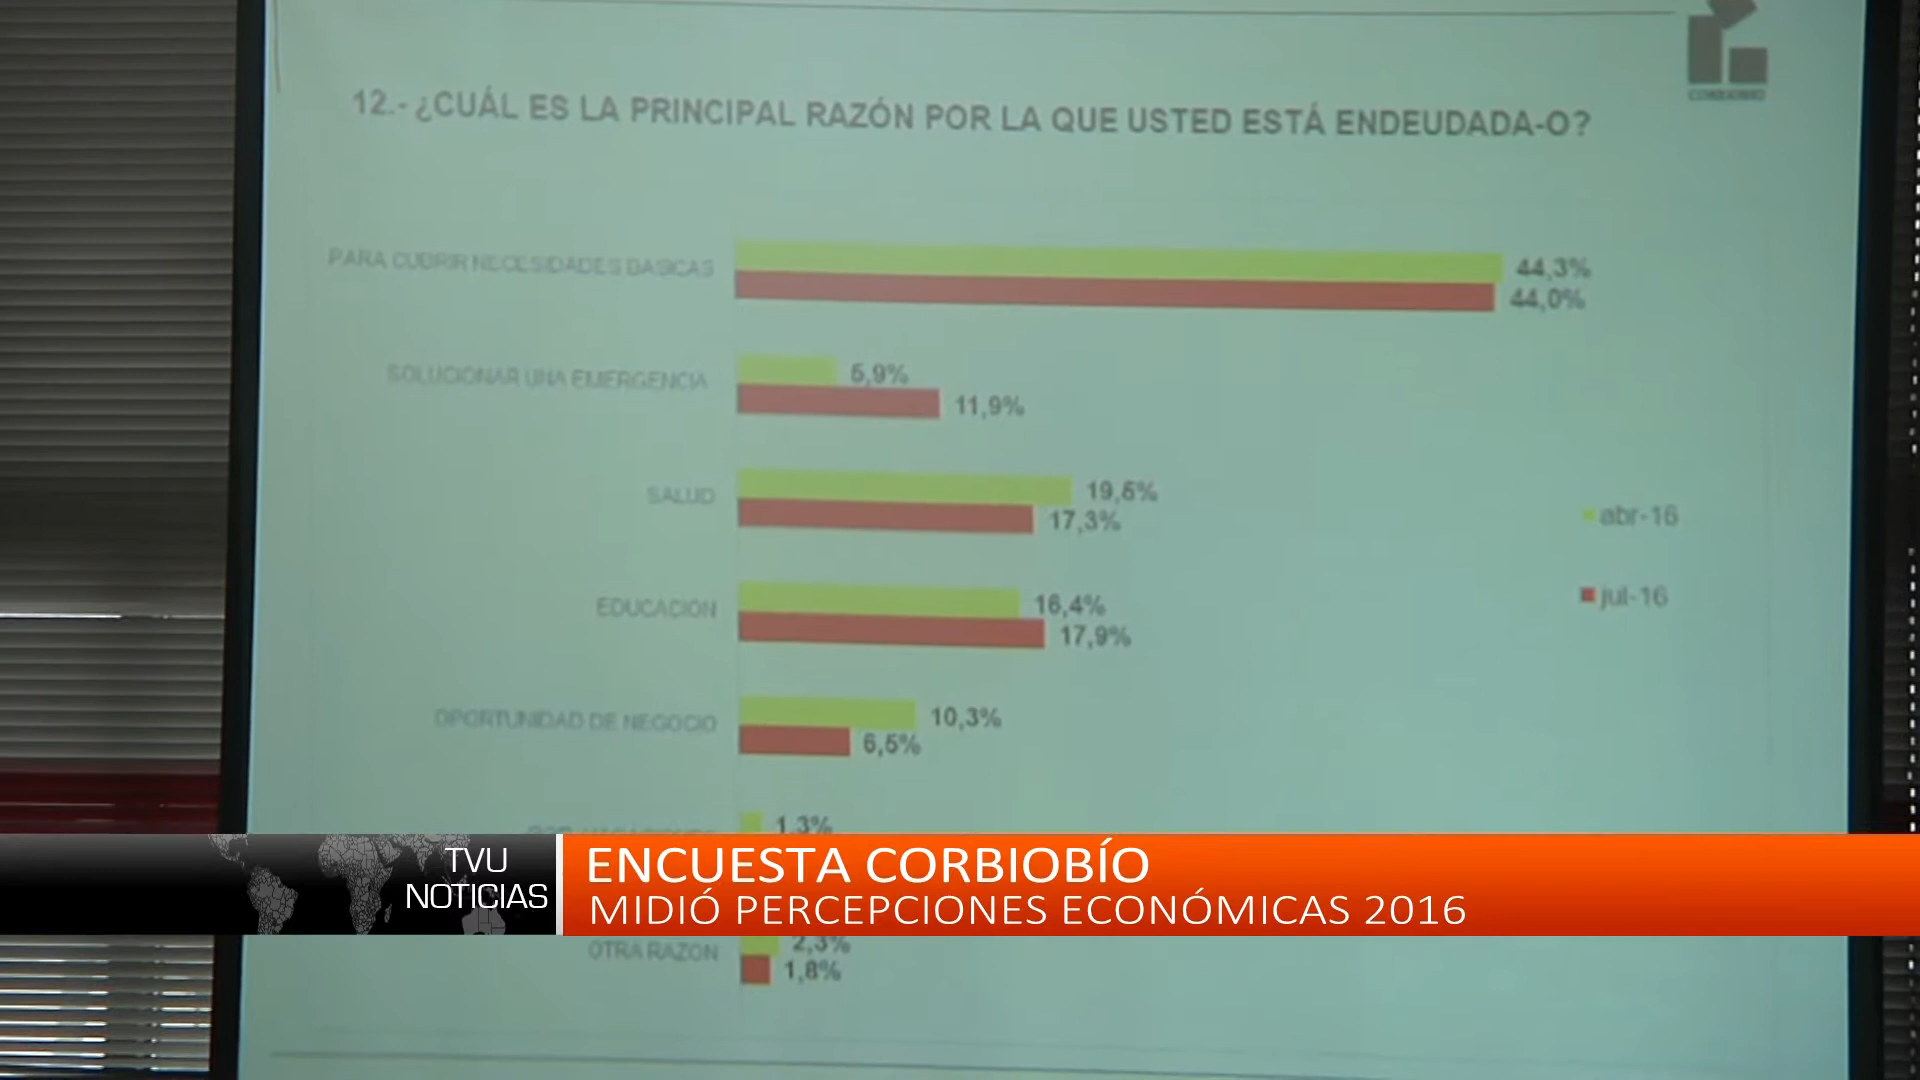 CORBIOBIO
12.- ¿CUÁL ES LA PRINCIPAL RAZÓN POR LA QUE USTED ESTÁ ENDEUDADA-O?
PARA CUBRIR NECESIDADES BASICAS
44,3%
44,0%
SOLUCIONAR UNA EMERGENCIA
5,9%
11,9%
SALUD
19,6%
17,3%
abr-16
jul-16
EDUCACION
16,4%
17,9%
OPORTUNIDAD DE NEGOCIO
10,3%
6,5%
1,3%
TVU
NOTICIAS
ENCUESTA CORBIOBÍO
MIDIÓ PERCEPCIONES ECONÓMICAS 2016
OTRA RAZON
2,3%
1,8%